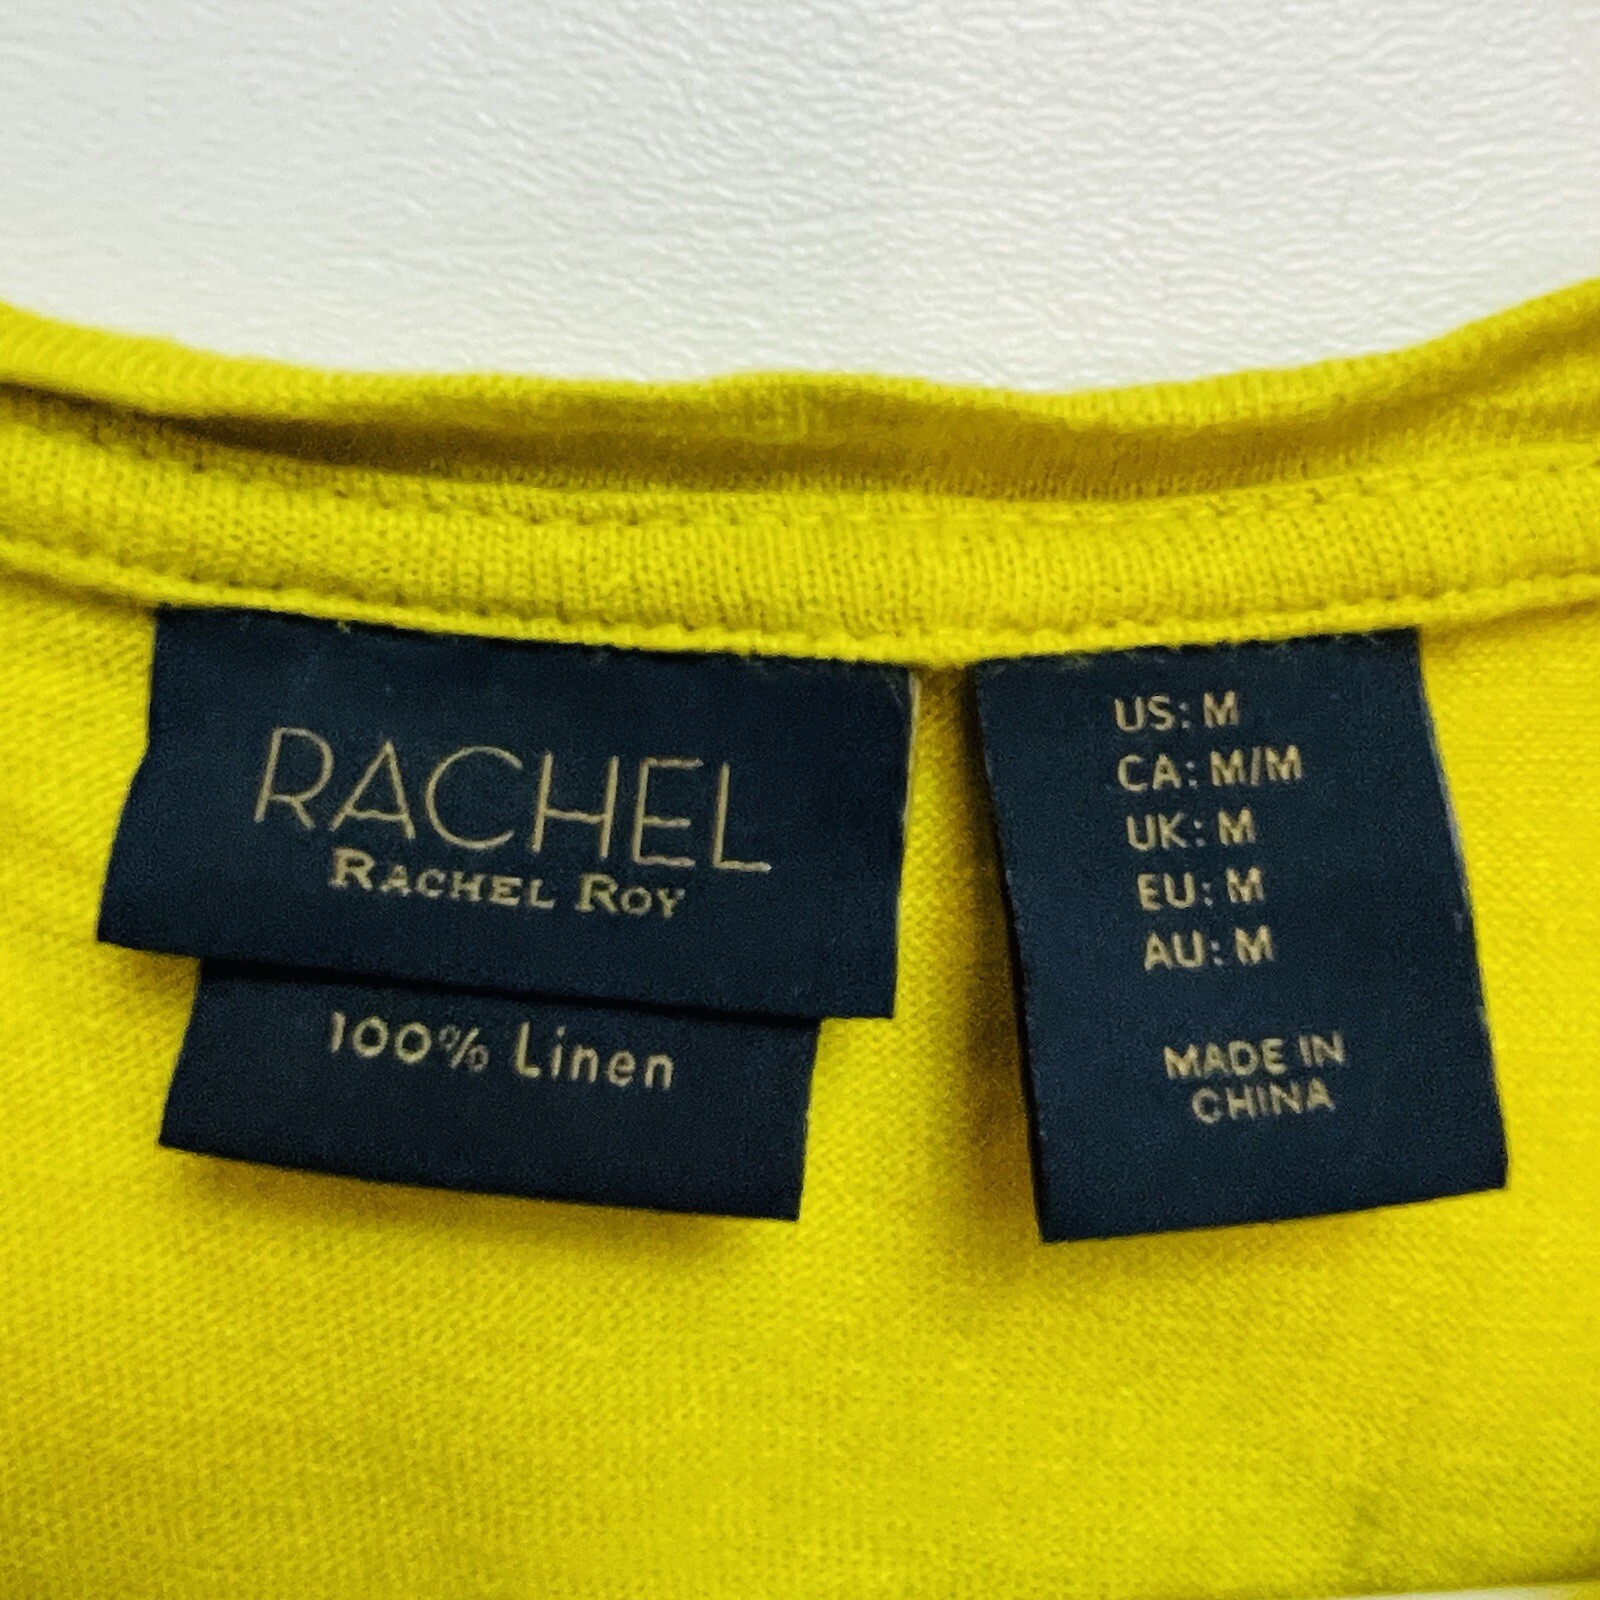 RACHEL
RACHEL ROY
100% Linen
US: M
CA: M/M
UK: M
EU: M
AU: M
MADE IN
CHINA